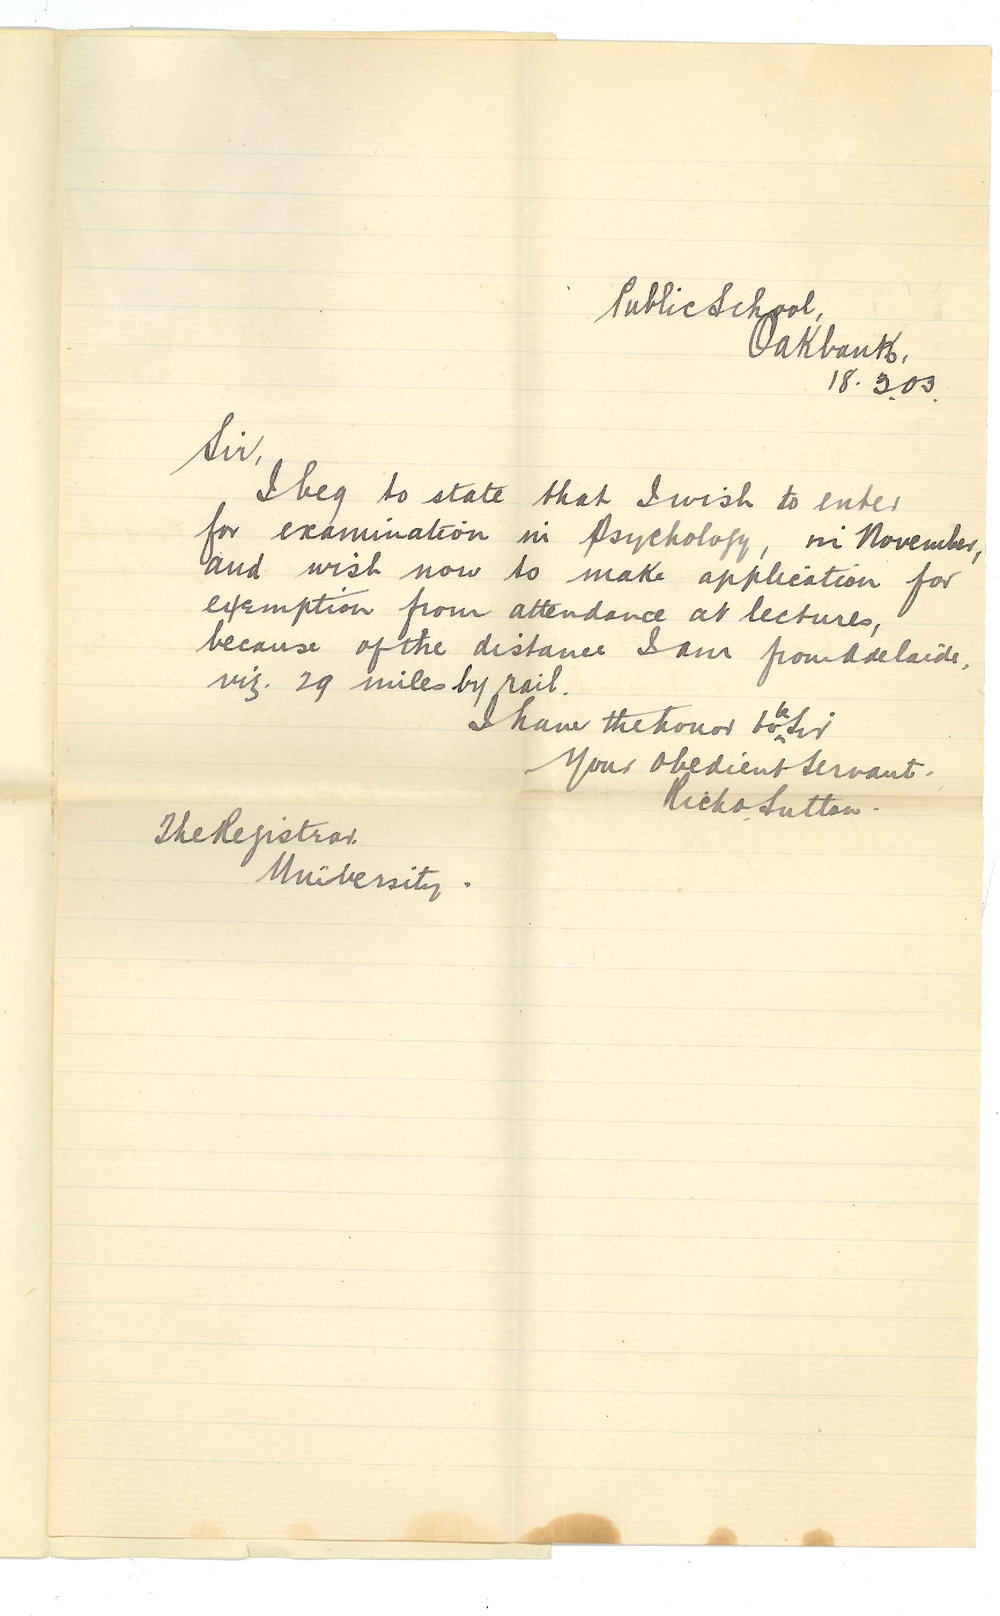 Public School,
Oakbank,
18. 3.03.
Sir,
I beg to state that I wish to enter
for examination in Psychology, in November,
and wish now to make application for
exemption from attendance at lectures,
because of the distance I am from Adelaide,
viz. 29 miles by rail.
I have the honor to be Sir
Your obedient Servant.
Richd. Sutton.
The Registrar
University.